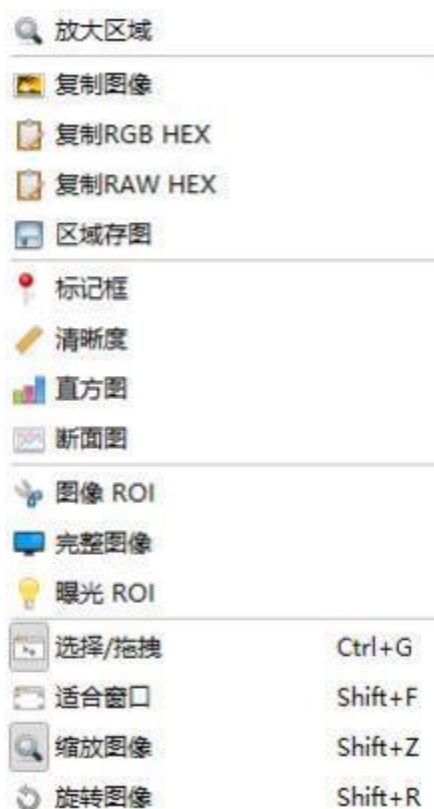 放大区域
复制图像
复制RGB HEX
复制RAW HEX
区域存图
标记框
清晰度
直方图
断面图
图像 ROI
完整图像
曝光 ROI
选择/拖拽 Ctrl+G
适合窗口 Shift+F
缩放图像 Shift+Z
旋转图像 Shift+R